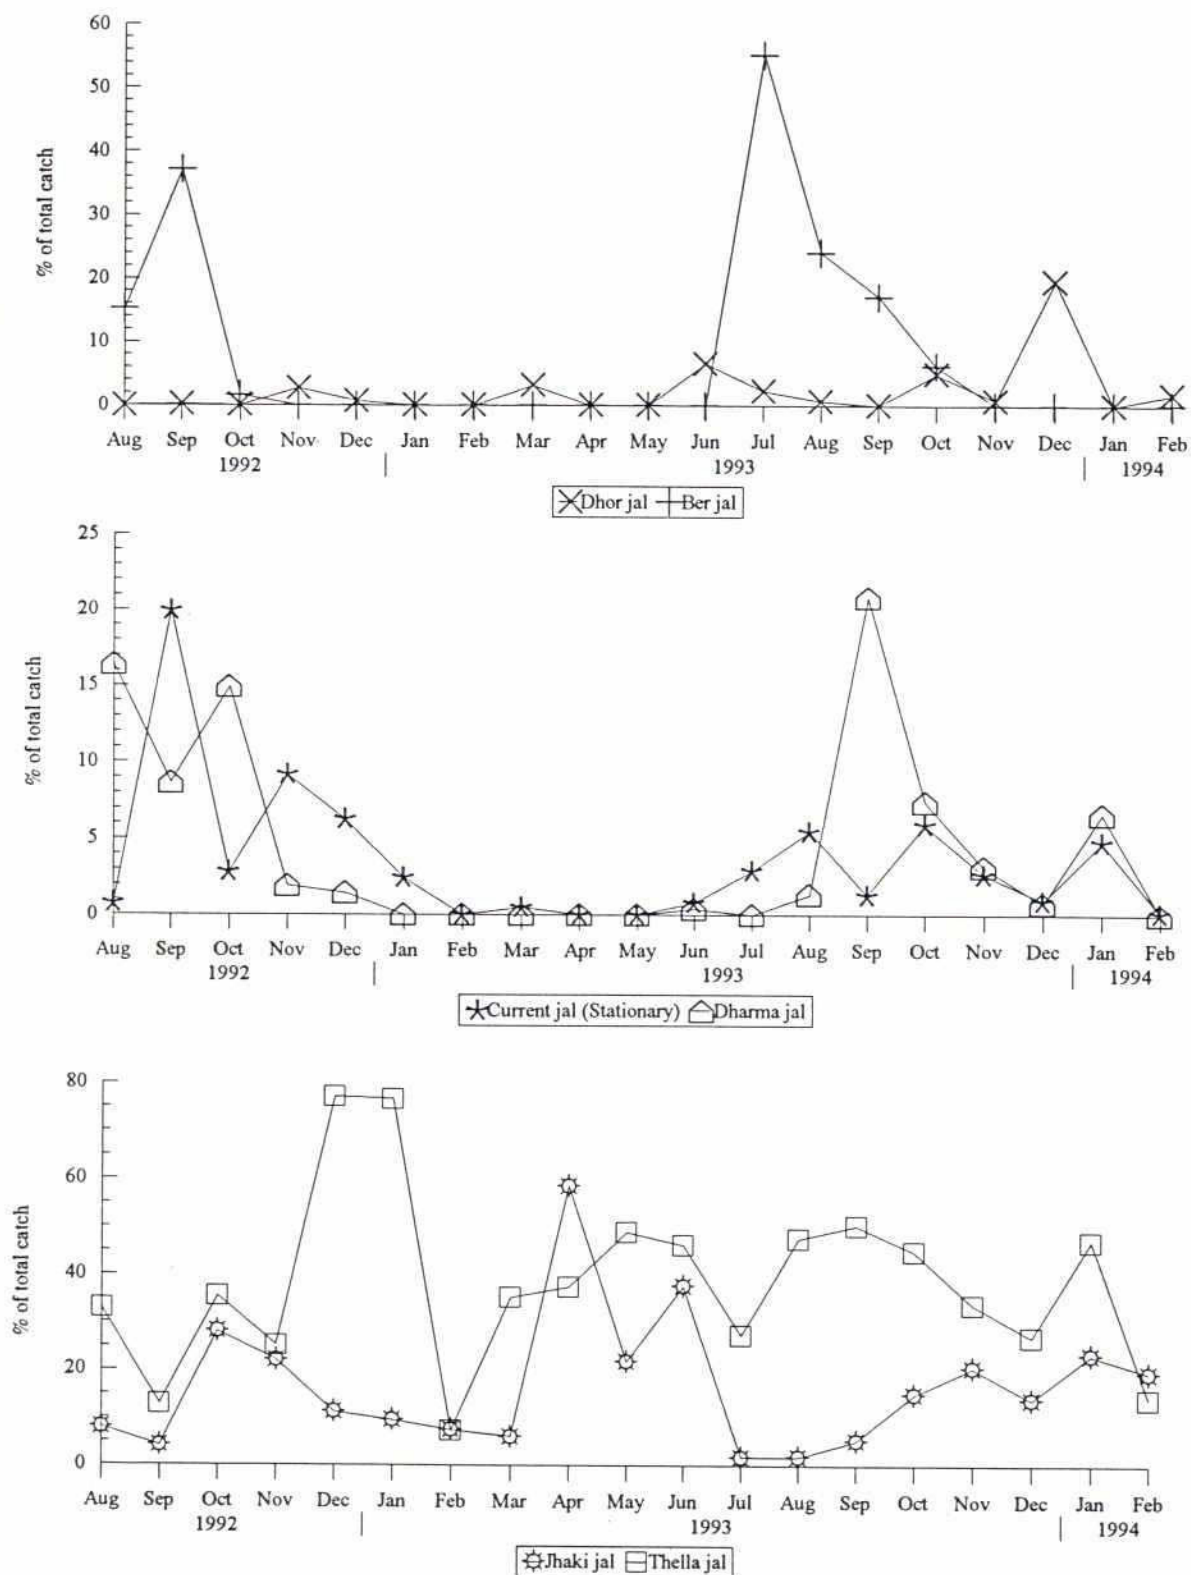 60
50
% of total catch
40
30
20
10
0
Aug Sep Oct Nov Dec Jan Feb Mar Apr May Jun Jul Aug Sep Oct Nov Dec Jan Feb
1992 1993 1994
Dhor jal Ber jal
25
20
% of total catch
15
10
5
0
Aug Sep Oct Nov Dec Jan Feb Mar Apr May Jun Jul Aug Sep Oct Nov Dec Jan Feb
1992 1993 1994
Current jal (Stationary) Dharma jal
80
60
% of total catch
40
20
0
Aug Sep Oct Nov Dec Jan Feb Mar Apr May Jun Jul Aug Sep Oct Nov Dec Jan Feb
1992 1993 1994
Jhaki jal Thella jal